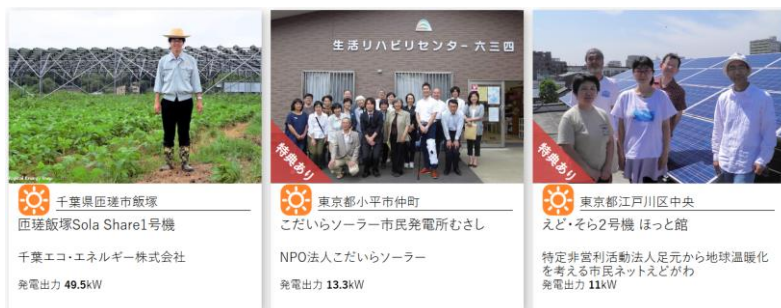 生活リハビリセンター 六三四
特典あり
特典あり
千葉県匝瑳市飯塚
匝瑳飯塚Sola Share1号機
千葉エコ・エネルギー株式会社
発電出力 49.5kW
東京都小平市仲町
こだいらソーラー市民発電所むさし
NPO法人こだいらソーラー
発電出力 13.3kW
東京都江戸川区中央
えど・そら2号機 ほっと館
特定非営利活動法人足元から地球温暖化
を考える市民ネットえどがわ
発電出力 11kW